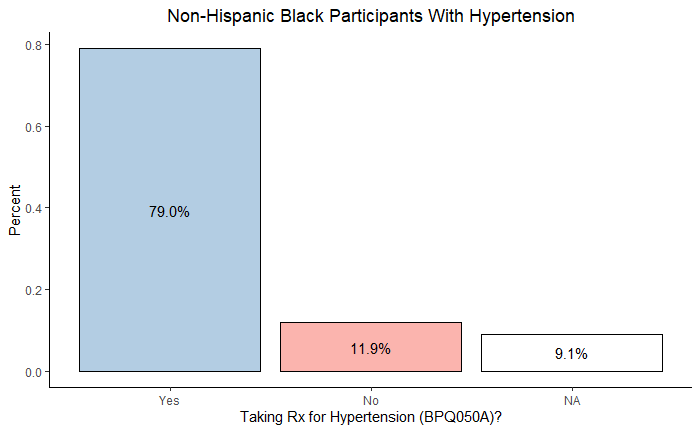 Non-Hispanic Black Participants With Hypertension
Percent
0.8
0.6
0.4
0.2
0.0
79.0%
11.9%
9.1%
Yes
No
NA
Taking Rx for Hypertension (BPQ050A)?